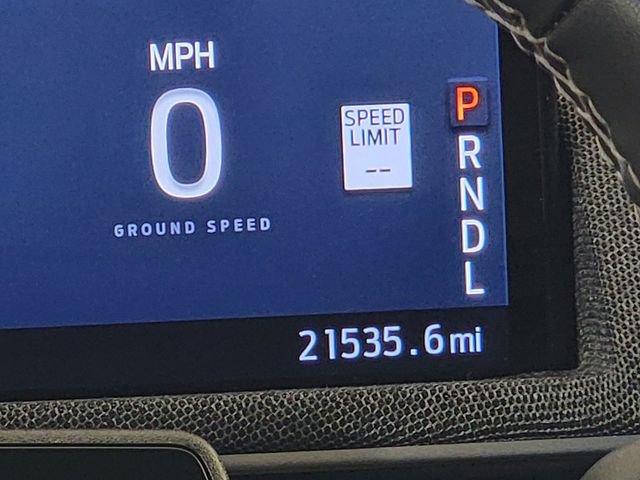 MPH
0
GROUND SPEED
SPEED
LIMIT
--
P
R
N
D
L
21535.6mi